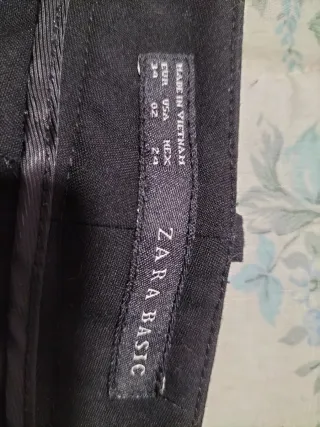 MADE IN VIETNAM
EUR USA MEX
34 02 24
ZARA BASIC